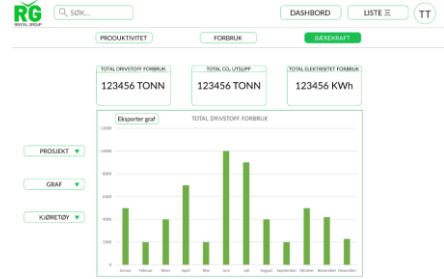 RG
RENTAL GROUP
SØK...
DASHBORD
LISTE
TT
PRODUKTIVITET
FORBRUK
BÆREKRAFT
TOTAL DRIVSTOFF FORBRUK
123456 TONN
TOTAL CO₂ UTSLIPP
123456 TONN
TOTAL ELEKTRISITET FORBRUK
123456 KWh
PROSJEKT
GRAF
KJØRETØY
Eksporter graf
TOTAL DRIVSTOFF FORBRUK
12000
10000
8000
6000
4000
2000
0
Januar Februar Mars April Mai Juni Juli August September Oktober November Desember